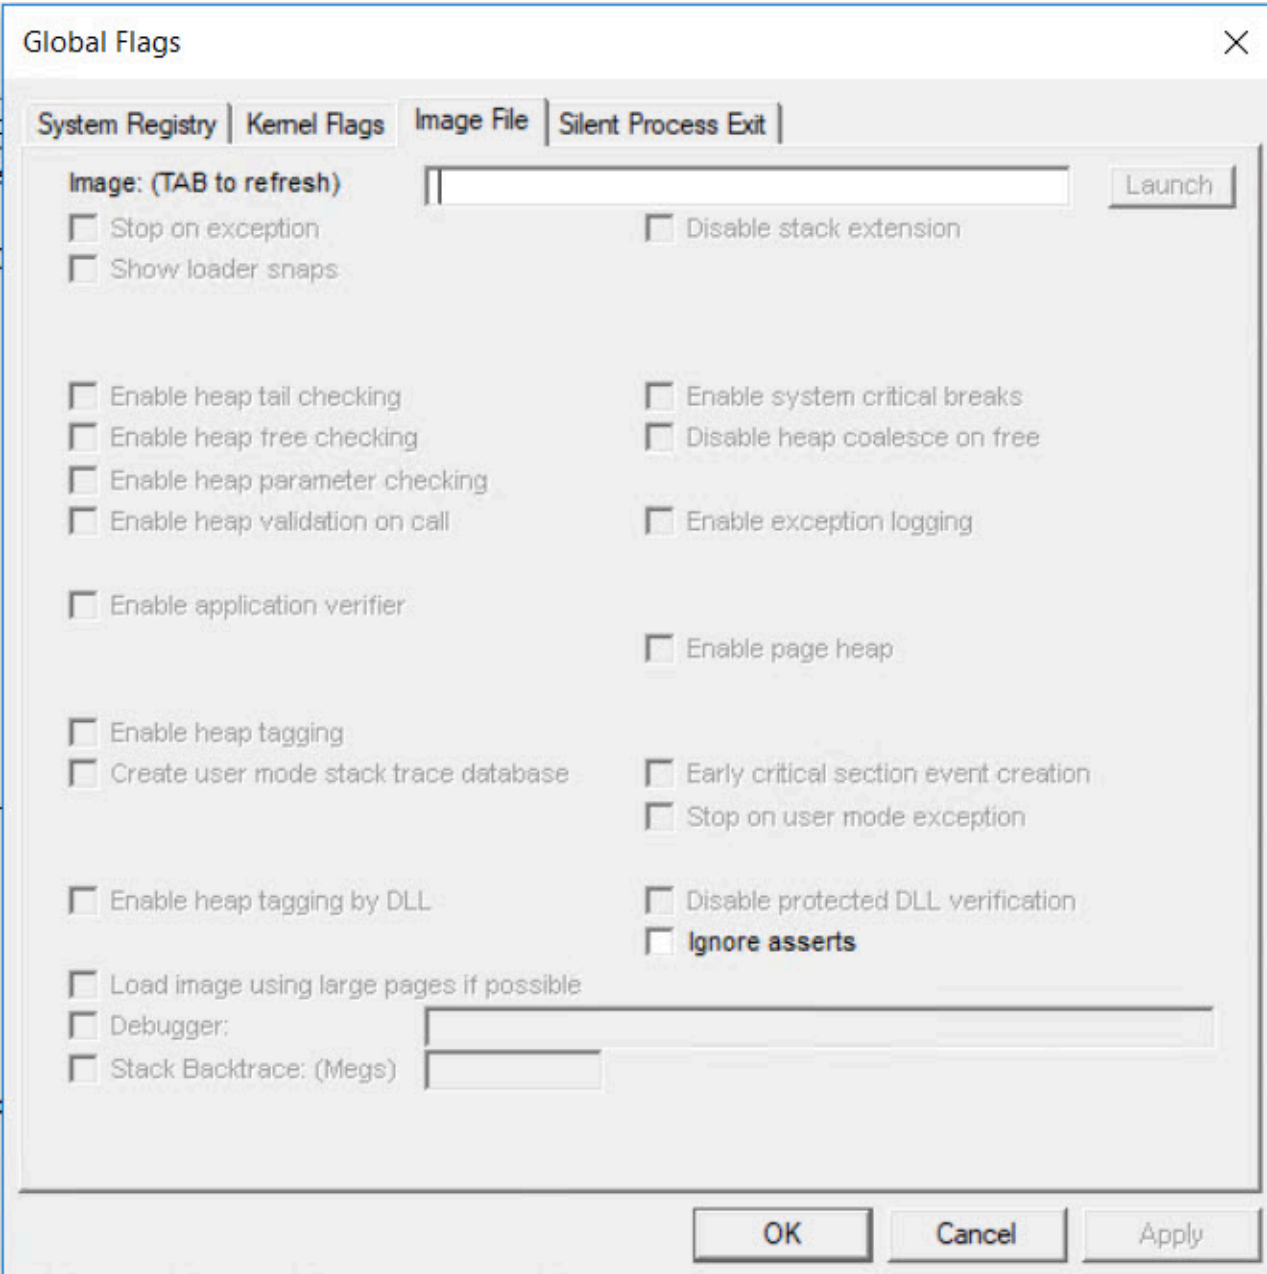 Global Flags
System Registry Kernel Flags Image File Silent Process Exit
Image: (TAB to refresh) Launch
Stop on exception Disable stack extension
Show loader snaps
Enable heap tail checking Enable system critical breaks
Enable heap free checking Disable heap coalesce on free
Enable heap parameter checking
Enable heap validation on call Enable exception logging
Enable application verifier
Enable page heap
Enable heap tagging
Create user mode stack trace database Early critical section event creation
Stop on user mode exception
Enable heap tagging by DLL Disable protected DLL verification
Ignore asserts
Load image using large pages if possible
Debugger:
Stack Backtrace: (Megs)
OK Cancel Apply